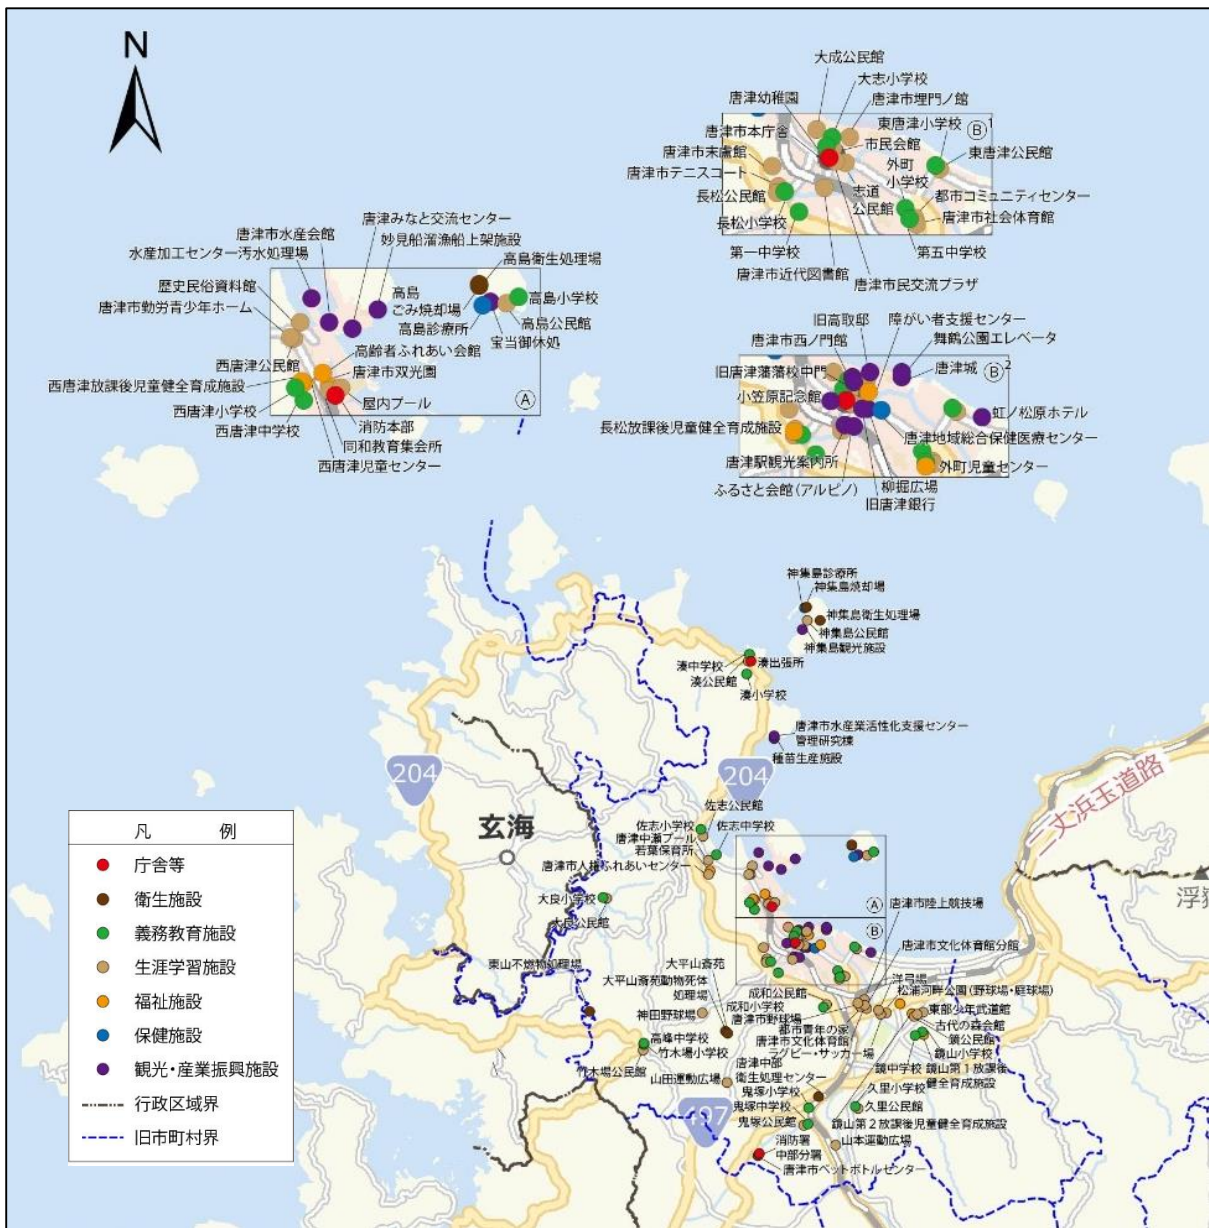 N
大成公民館
大志小学校
唐津幼稚園
唐津市埋門ノ館
唐津市本庁舎
東唐津小学校
B1
市民会館
唐津市末盧館
外町
小学校
東唐津公民館
唐津市テニスコート
志道
公民館
都市コミュニティセンター
長松公民館
唐津市社会体育館
長松小学校
第一中学校
第五中学校
唐津市近代図書館
唐津市民交流プラザ
唐津みなと交流センター
唐津市水産会館
妙見船溜漁船上架施設
水産加工センター汚水処理場
高島衛生処理場
歴史民俗資料館
高島
ごみ焼却場
高島小学校
唐津市勤労青少年ホーム
高島診療所
高島公民館
宝当御休処
西唐津公民館
高齢者ふれあい会館
西唐津放課後児童健全育成施設
唐津市双光園
A
西唐津小学校
屋内プール
西唐津中学校
消防本部
同和教育集会所
西唐津児童センター
旧高取邸
障がい者支援センター
唐津市西ノ門館
舞鶴公園エレベータ
旧唐津藩藩校中門
唐津城
B2
小笠原記念館
虹ノ松原ホテル
長松放課後児童健全育成施設
唐津地域総合保健医療センター
唐津駅観光案内所
外町児童センター
ふるさと会館(アルピノ)
柳堀広場
旧唐津銀行
神集島診療所
神集島焼却場
神集島衛生処理場
神集島公民館
神集島観光施設
湊中学校
湊出張所
湊公民館
湊小学校
唐津市水産業活性化支援センター
管理研究棟
種苗生産施設
204
204
二丈浜玉道路
玄海
佐志公民館
佐志小学校
佐志中学校
唐津中瀬プール
若葉保育所
唐津市人権ふれあいセンター
大良小学校
大良公民館
A
B
唐津市陸上競技場
唐津市文化体育館分館
東山不燃物処理場
大平山斎苑
大平山斎苑動物死体
処理場
洋弓場
松浦河畔公園(野球場・庭球場)
成和公民館
成和小学校
神田野球場
唐津市野球場
東部少年武道館
都市青年の家
古代の森会館
高峰中学校
唐津市文化体育館
鏡公民館
竹木場小学校
ラグビー・サッカー場
鏡山小学校
竹木場公民館
唐津中部
衛生処理センター
鏡中学校
鏡山第1放課後
健全育成施設
山田運動広場
鬼塚小学校
久里小学校
497
鬼塚中学校
久里公民館
鬼塚公民館
鏡山第2放課後児童健全育成施設
消防署
中部分署
山本運動広場
唐津市ペットボトルセンター
凡 例
庁舎等
衛生施設
義務教育施設
生涯学習施設
福祉施設
保健施設
観光・産業振興施設
行政区域界
旧市町村界